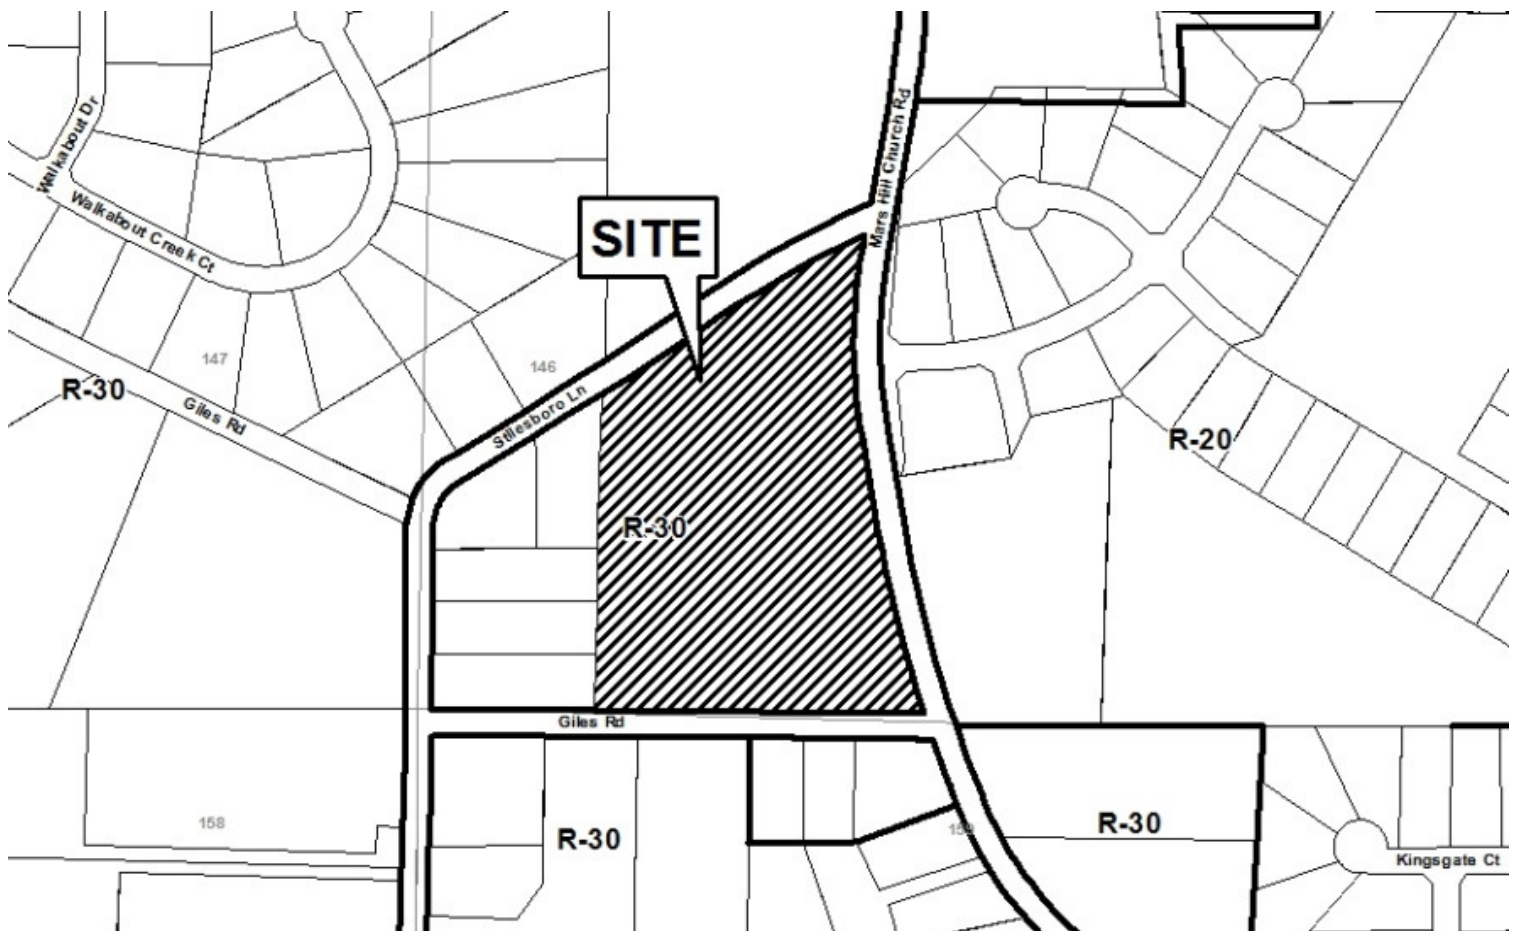 Mars Hill Church Rd
Walkabout Dr
Walkabout Creek Ct
SITE
147
146
R-30
Giles Rd
Stilesboro Ln
R-20
R-30
Giles Rd
158
159
R-30
R-30
Kingsgate Ct